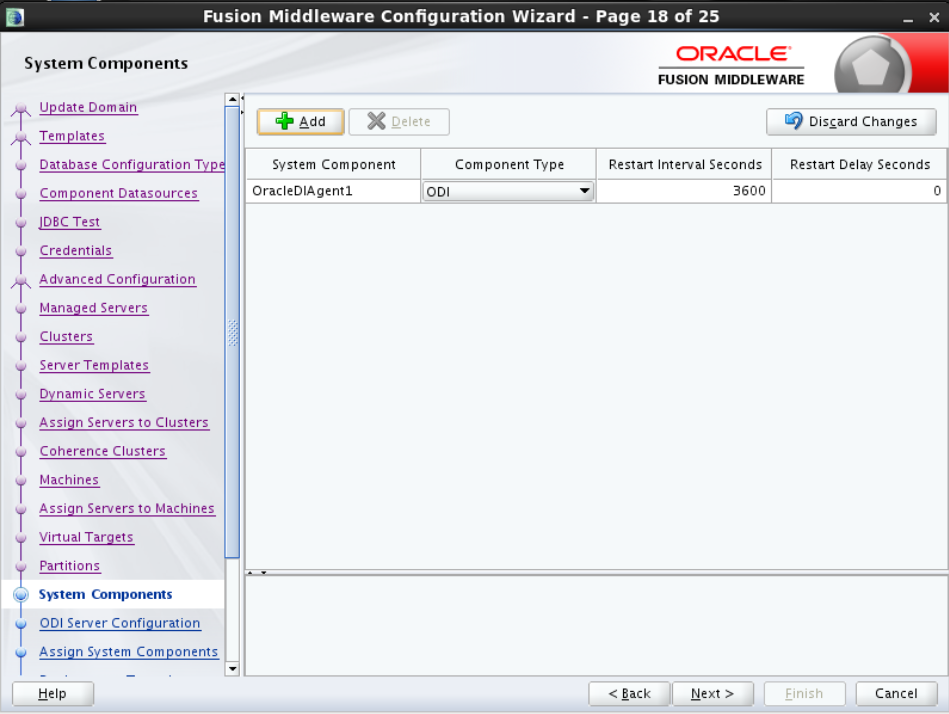 Fusion Middleware Configuration Wizard - Page 18 of 25
System Components
ORACLE
FUSION MIDDLEWARE
Update Domain
Templates
Database Configuration Type
Component Datasources
JDBC Test
Credentials
Advanced Configuration
Managed Servers
Clusters
Server Templates
Dynamic Servers
Assign Servers to Clusters
Coherence Clusters
Machines
Assign Servers to Machines
Virtual Targets
Partitions
System Components
ODI Server Configuration
Assign System Components
Add Delete Discard Changes
System Component Component Type Restart Interval Seconds Restart Delay Seconds
OracleDIAgent1 ODI 3600 0
Help < Back Next > Finish Cancel